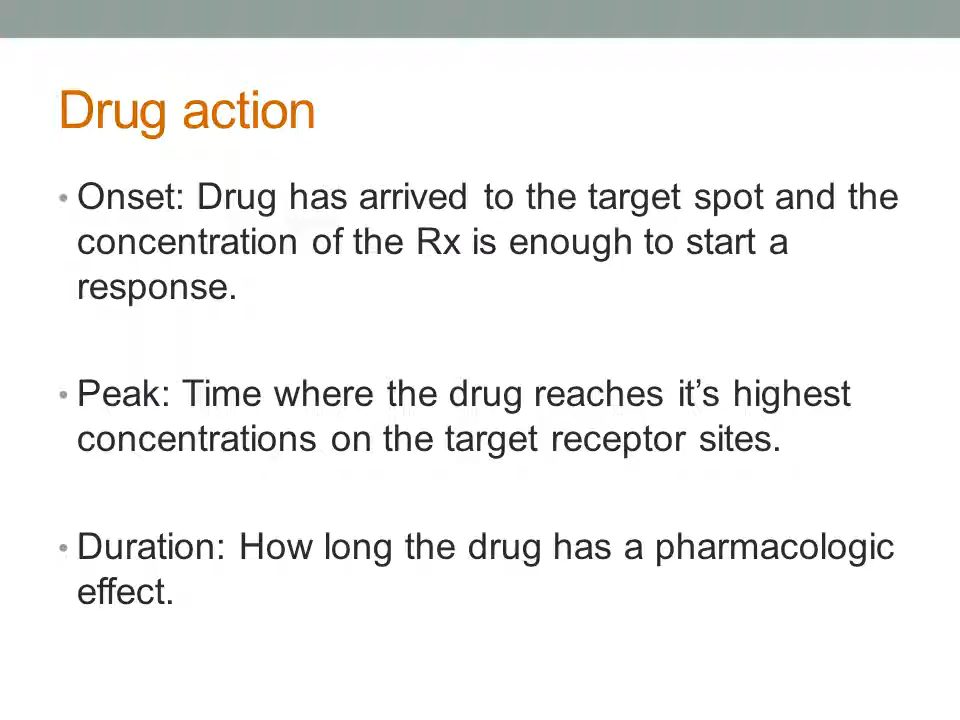 Drug action
• Onset: Drug has arrived to the target spot and the
concentration of the Rx is enough to start a
response.
• Peak: Time where the drug reaches it’s highest
concentrations on the target receptor sites.
• Duration: How long the drug has a pharmacologic
effect.